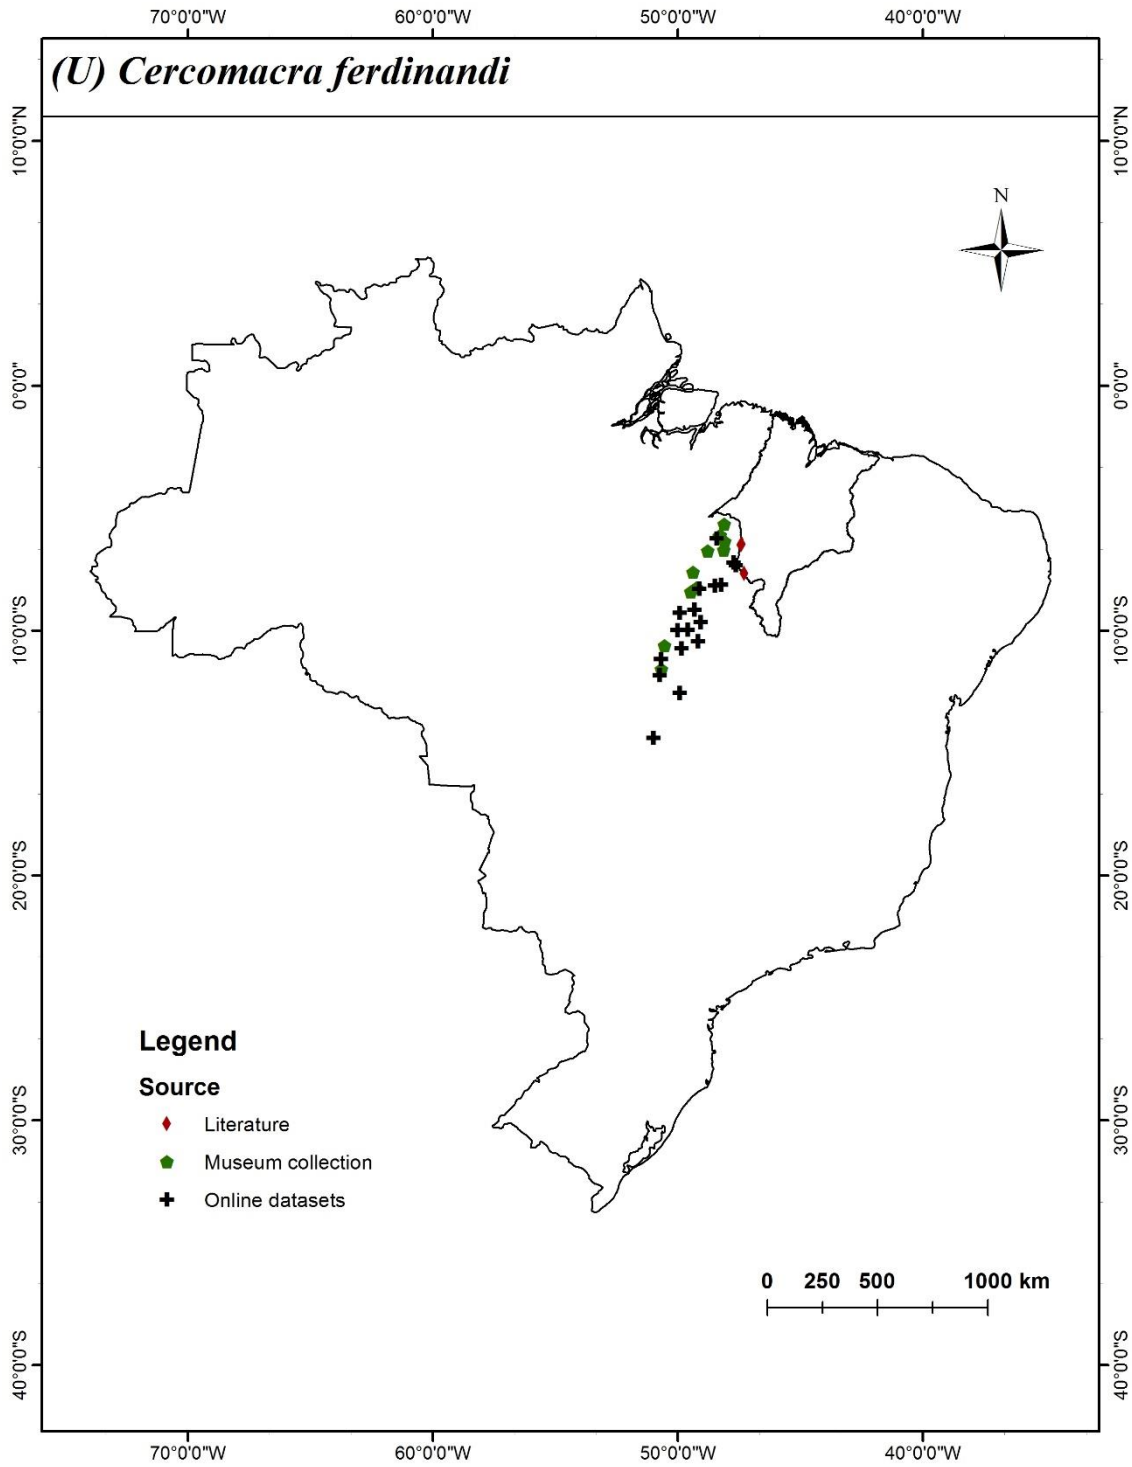 70°0'0"W 60°0'0"W 50°0'0"W 40°0'0"W
(U) Cercomacra ferdinandi
10°0'0"N 10°0'0"N
N
0°0'0" 0°0'0"
10°0'0"S 10°0'0"S
20°0'0"S 20°0'0"S
Legend
Source
Literature
30°0'0"S 30°0'0"S
Museum collection
Online datasets
0 250 500 1000 km
40°0'0"S 40°0'0"S
70°0'0"W 60°0'0"W 50°0'0"W 40°0'0"W